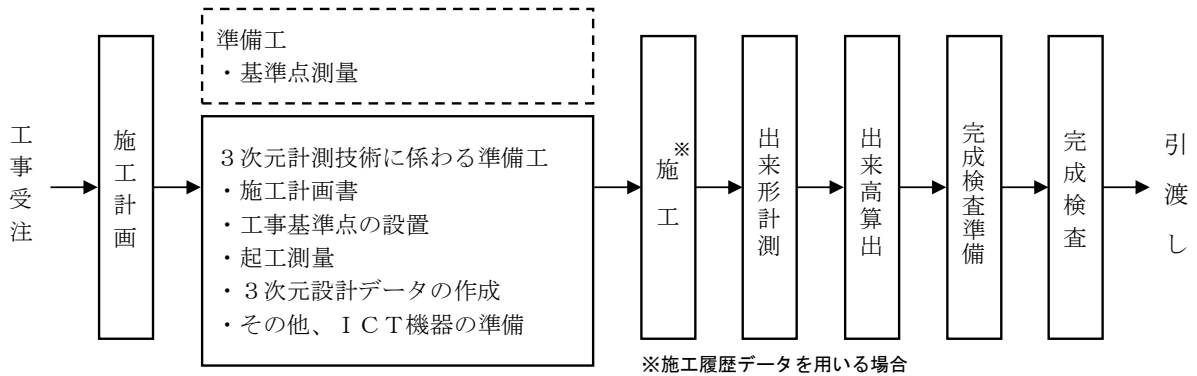 工事受注
施工計画
準備工
・基準点測量
３次元計測技術に係わる準備工
・施工計画書
・工事基準点の設置
・起工測量
・３次元設計データの作成
・その他、ＩＣＴ機器の準備
※施工
出来形計測
出来高算出
完成検査準備
完成検査
引渡し
※施工履歴データを用いる場合